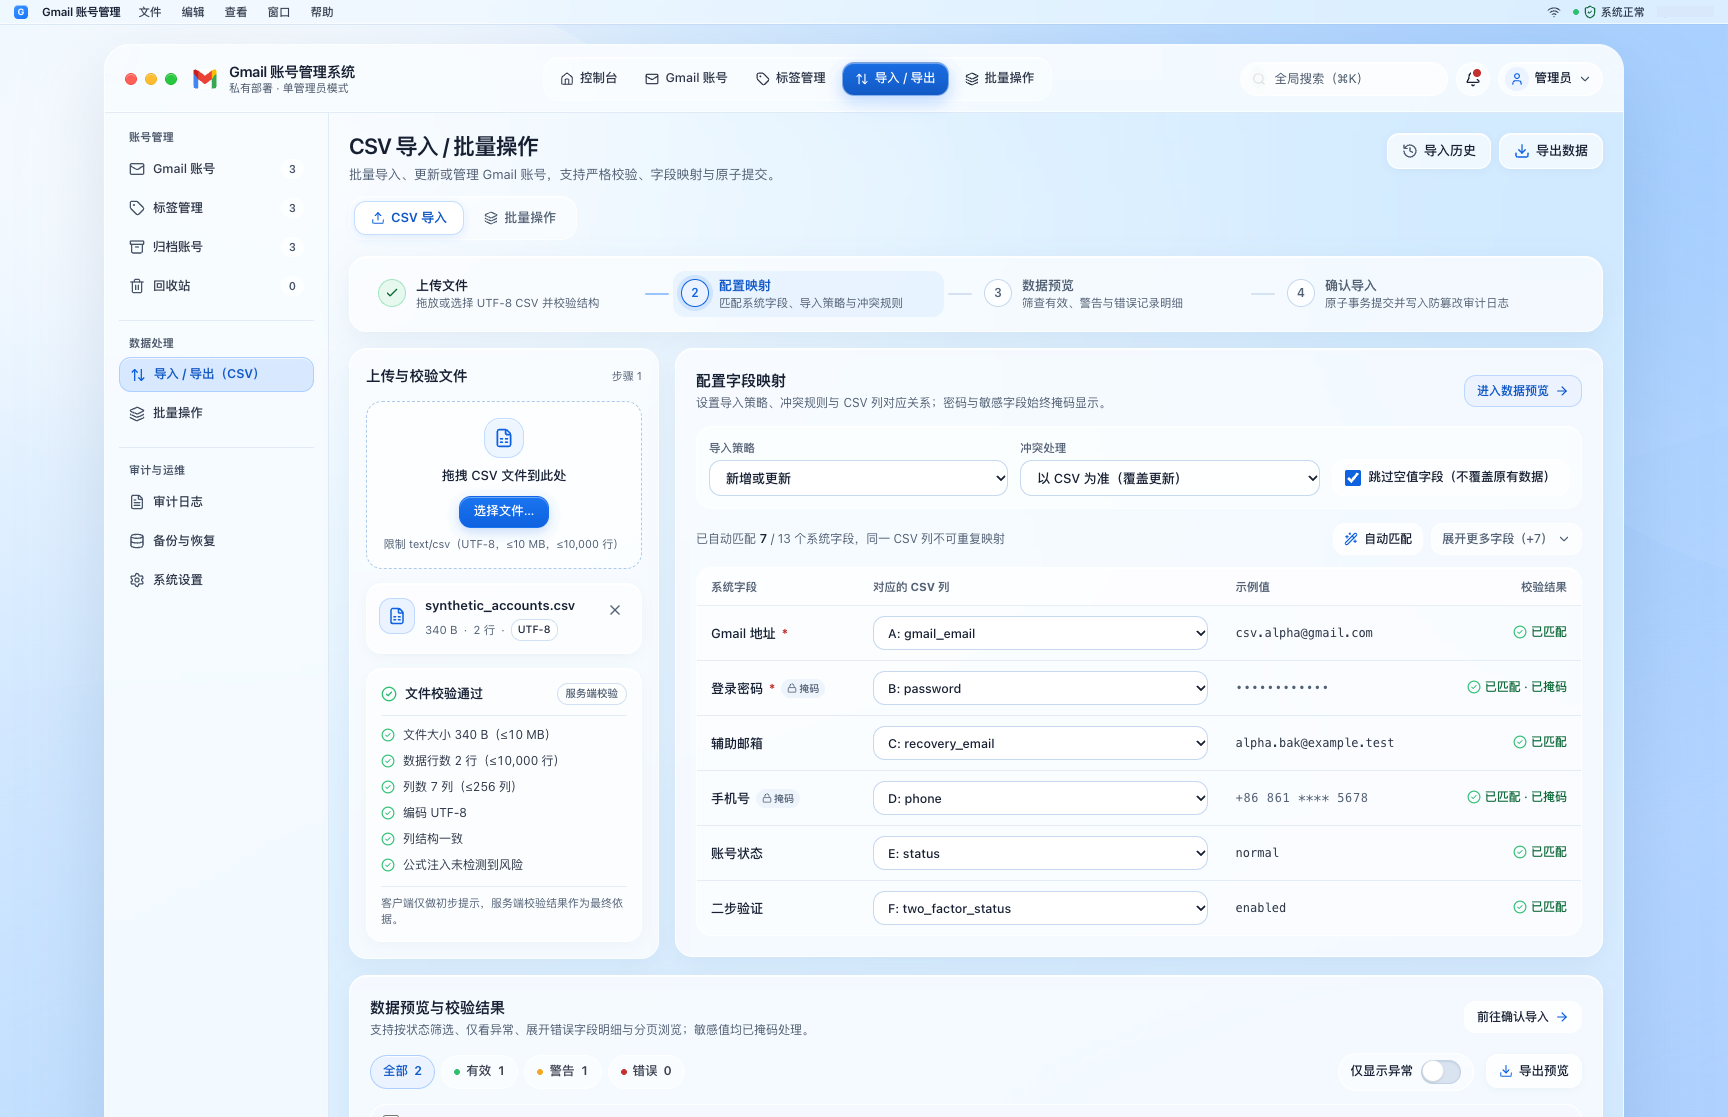 G Gmail 账号管理 文件 编辑 查看 窗口 帮助 系统正常
Gmail 账号管理系统
私有部署 · 单管理员模式
控制台 Gmail 账号 标签管理 导入 / 导出 批量操作
全局搜索（⌘K） 管理员
账号管理
Gmail 账号 3
标签管理 3
归档账号 3
回收站 0
数据处理
导入 / 导出（CSV）
批量操作
审计与运维
审计日志
备份与恢复
系统设置
CSV 导入 / 批量操作
批量导入、更新或管理 Gmail 账号，支持严格校验、字段映射与原子提交。
导入历史 导出数据
CSV 导入 批量操作
上传文件
拖放或选择 UTF-8 CSV 并校验结构
2 配置映射
匹配系统字段、导入策略与冲突规则
3 数据预览
筛查有效、警告与错误记录明细
4 确认导入
原子事务提交并写入防篡改审计日志
上传与校验文件 步骤 1
拖拽 CSV 文件到此处
选择文件...
限制 text/csv（UTF-8，≤10 MB，≤10,000 行）
synthetic_accounts.csv
340 B · 2 行 · UTF-8
文件校验通过 服务端校验
文件大小 340 B（≤10 MB）
数据行数 2 行（≤10,000 行）
列数 7 列（≤256 列）
编码 UTF-8
列结构一致
公式注入未检测到风险
客户端仅做初步提示，服务端校验结果作为最终依
据。
配置字段映射
设置导入策略、冲突规则与 CSV 列对应关系；密码与敏感字段始终掩码显示。
进入数据预览
导入策略 冲突处理
新增或更新 以 CSV 为准（覆盖更新） 跳过空值字段（不覆盖原有数据）
已自动匹配 7 / 13 个系统字段，同一 CSV 列不可重复映射
自动匹配 展开更多字段（+7）
系统字段 对应的 CSV 列 示例值 校验结果
Gmail 地址 * A: gmail_email csv.alpha@gmail.com 已匹配
登录密码 * 掩码 B: password •••••••••••• 已匹配 · 已掩码
辅助邮箱 C: recovery_email alpha.bak@example.test 已匹配
手机号 掩码 D: phone +86 861 **** 5678 已匹配 · 已掩码
账号状态 E: status normal 已匹配
二步验证 F: two_factor_status enabled 已匹配
数据预览与校验结果
支持按状态筛选、仅看异常、展开错误字段明细与分页浏览；敏感值均已掩码处理。
前往确认导入
全部 2 有效 1 警告 1 错误 0
仅显示异常 导出预览